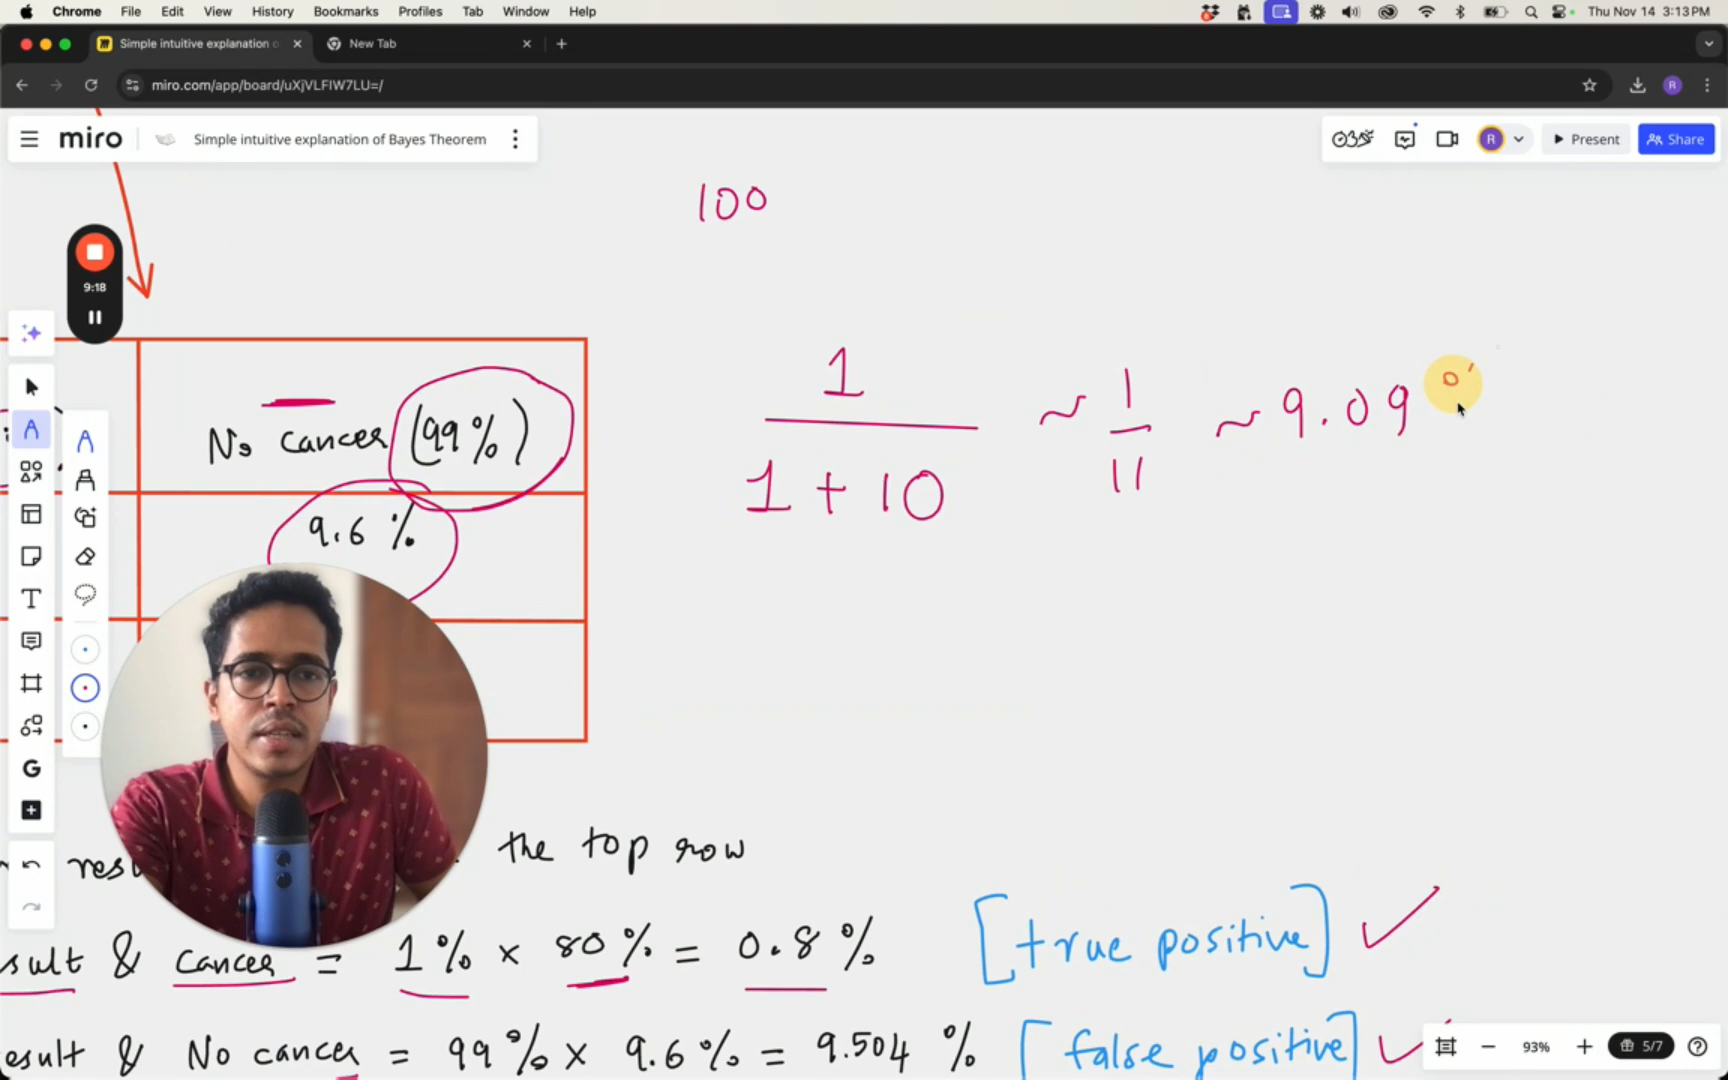 Chrome File Edit View History Bookmarks Profiles Tab Window Help Thu Nov 14 3:13 PM
Simple intuitive explanation o New Tab
miro.com/app/board/uXjVLFIW7LU=/ R
miro Simple intuitive explanation of Bayes Theorem R Present Share
100
9:18
1
1 + 10
~ 1
11
~ 9.09
No cancer (99%)
9.6 %
T
G
the top row
sult & cancer = 1% × 80% = 0.8% [true positive]
esult & No cancer = 99% × 9.6% = 9.504 % [false positive]
93% 5/7